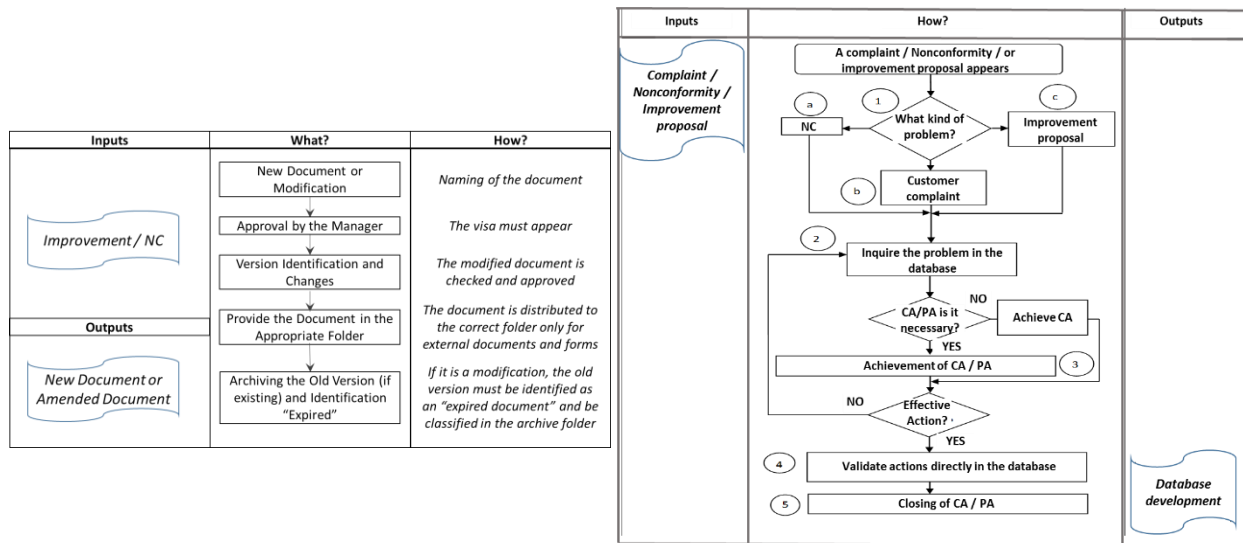 Inputs
What?
How?
Improvement / NC
New Document or
Modification
Naming of the document
Approval by the Manager
The visa must appear
Version Identification and
Changes
The modified document is
checked and approved
Outputs
Provide the Document in the
Appropriate Folder
The document is distributed to
the correct folder only for
external documents and forms
New Document or
Amended Document
Archiving the Old Version (if
existing) and Identification
“Expired”
If it is a modification, the old
version must be identified as
an “expired document” and be
classified in the archive folder
Inputs
How?
Outputs
Complaint /
Nonconformity /
Improvement
proposal
A complaint / Nonconformity / or
improvement proposal appears
1
What kind of
problem?
a
NC
c
Improvement
proposal
b
Customer
complaint
2
Inquire the problem in the
database
CA/PA is it
necessary?
NO
Achieve CA
YES
Achievement of CA / PA
3
Effective
Action?
NO
YES
4
Validate actions directly in the database
5
Closing of CA / PA
Database
development